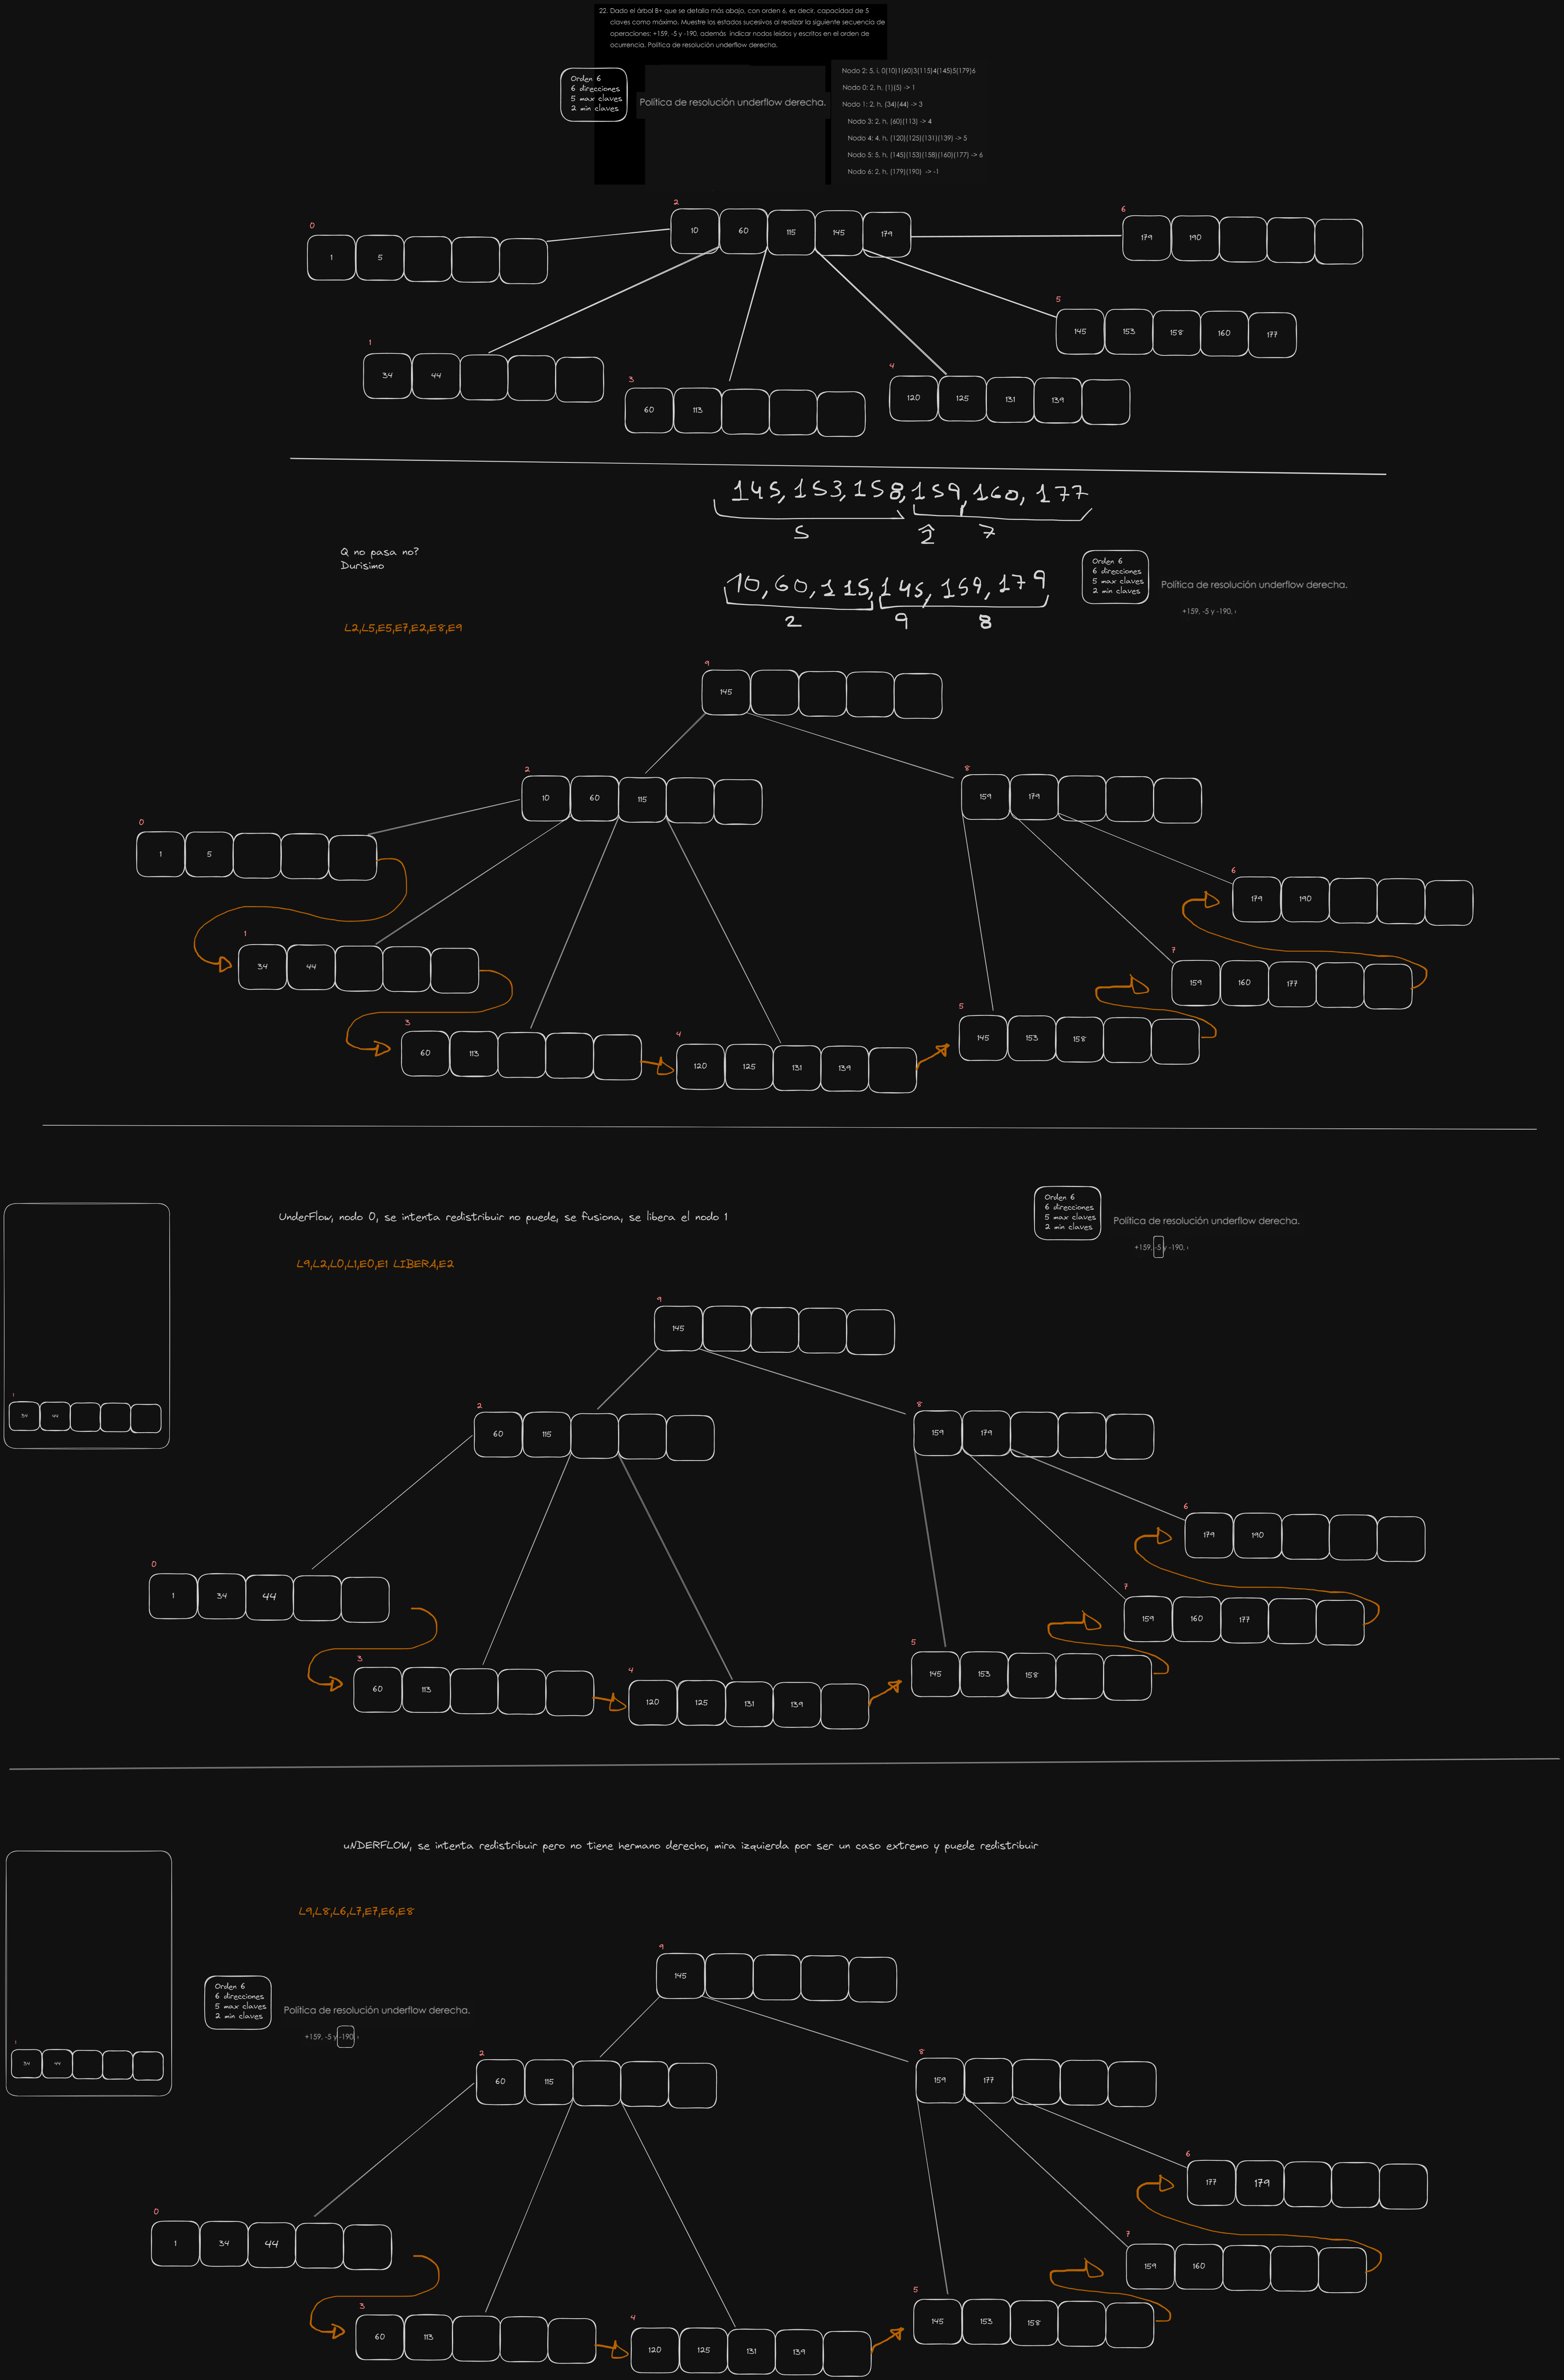 22. Dado el árbol B+ que se detalla más abajo, con orden 6, es decir, capacidad de 5
claves como máximo. Muestre los estados sucesivos al realizar la siguiente secuencia de
operaciones: +159, -5 y -190, además indicar nodos leídos y escritos en el orden de
ocurrencia. Política de resolución underflow derecha.
Orden 6
6 direcciones
5 max claves
2 min claves
Política de resolución underflow derecha.
Nodo 2: 5, i, 0(10)1(60)3(115)4(145)5(179)6
Nodo 0: 2, h, (1)(5) -> 1
Nodo 1: 2, h, (34)(44) -> 3
Nodo 3: 2, h, (60)(113) -> 4
Nodo 4: 4, h, (120)(125)(131)(139) -> 5
Nodo 5: 5, h, (145)(153)(158)(160)(177) -> 6
Nodo 6: 2, h, (179)(190) -> -1
2
10 60 115 145 179
0
1 5
6
179 190
5
145 153 158 160 177
1
34 44
3
60 113
4
120 125 131 139
145, 153, 158, 159, 160, 177
5 2 7
Q no pasa no?
Durisimo
10, 60, 115, 145, 159, 179
2 9 8
Orden 6
6 direcciones
5 max claves
2 min claves
Política de resolución underflow derecha.
+159, -5 y -190,
L2,L5,E5,E7,E2,E8,E9
9
145
2
10 60 115
8
159 179
0
1 5
6
179 190
1
34 44
7
159 160 177
3
60 113
4
120 125 131 139
5
145 153 158
UnderFlow, nodo 0, se intenta redistribuir no puede, se fusiona, se libera el nodo 1
Orden 6
6 direcciones
5 max claves
2 min claves
Política de resolución underflow derecha.
+159, -5 y -190,
L9,L2,L0,L1,E0,E1 LIBERA,E2
9
145
1
34 44
2
60 115
8
159 179
6
179 190
0
1 34 44
7
159 160 177
3
60 113
4
120 125 131 139
5
145 153 158
uNDERFLOW, se intenta redistribuir pero no tiene hermano derecho, mira izquierda por ser un caso extremo y puede redistribuir
L9,L8,L6,L7,E7,E6,E8
Orden 6
6 direcciones
5 max claves
2 min claves
Política de resolución underflow derecha.
+159, -5 y -190,
9
145
1
34 44
2
60 115
8
159 177
6
177 179
0
1 34 44
7
159 160
3
60 113
4
120 125 131 139
5
145 153 158